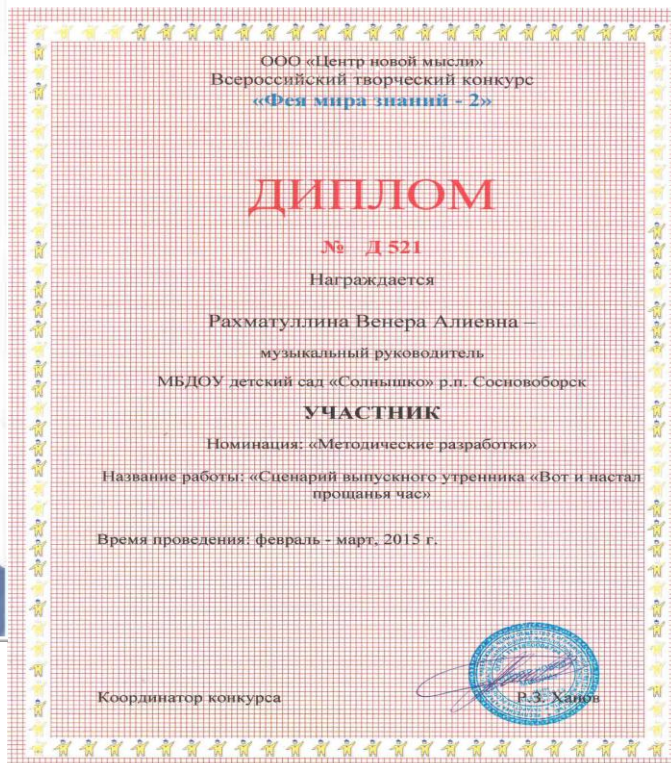 ООО «Центр новой мысли»
Всероссийский творческий конкурс
«Фея мира знаний - 2»
ДИПЛОМ
№ Д 521
Награждается
Рахматуллина Венера Алиевна –
музыкальный руководитель
МБДОУ детский сад «Солнышко» р.п. Сосновоборск
УЧАСТНИК
Номинация: «Методические разработки»
Название работы: «Сценарий выпускного утренника «Вот и настал
прощанья час»
Время проведения: февраль - март, 2015 г.
Координатор конкурса
Р.З. Ханов